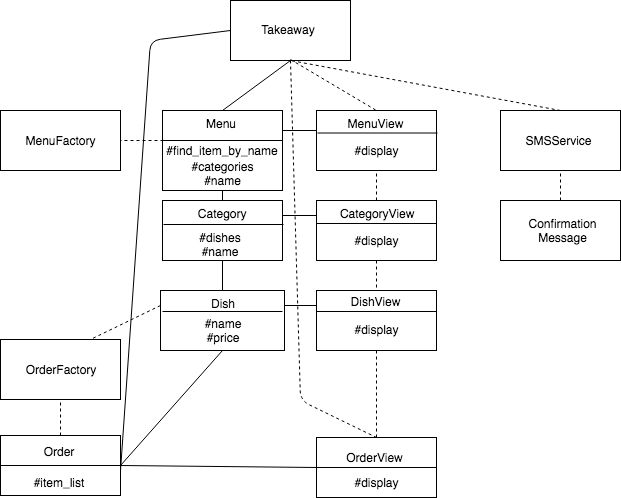 Takeaway
MenuFactory
Menu
#find_item_by_name
#categories
#name
MenuView
#display
SMSService
Category
#dishes
#name
CategoryView
#display
Confirmation
Message
Dish
#name
#price
DishView
#display
OrderFactory
Order
#item_list
OrderView
#display